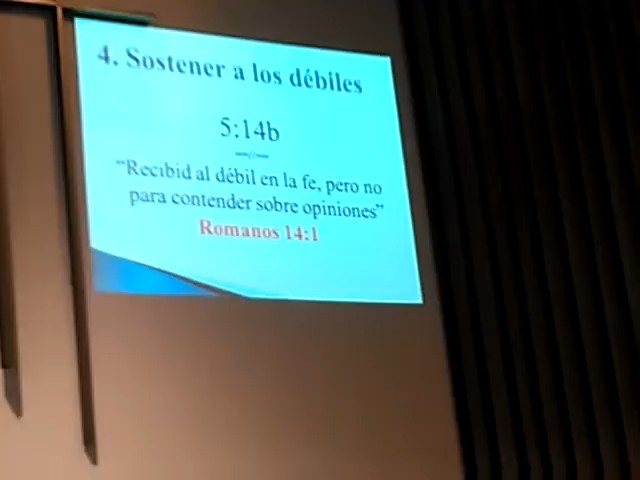 4. Sostener a los débiles
5:14b
“Recibid al débil en la fe, pero no
para contender sobre opiniones”
Romanos 14:1